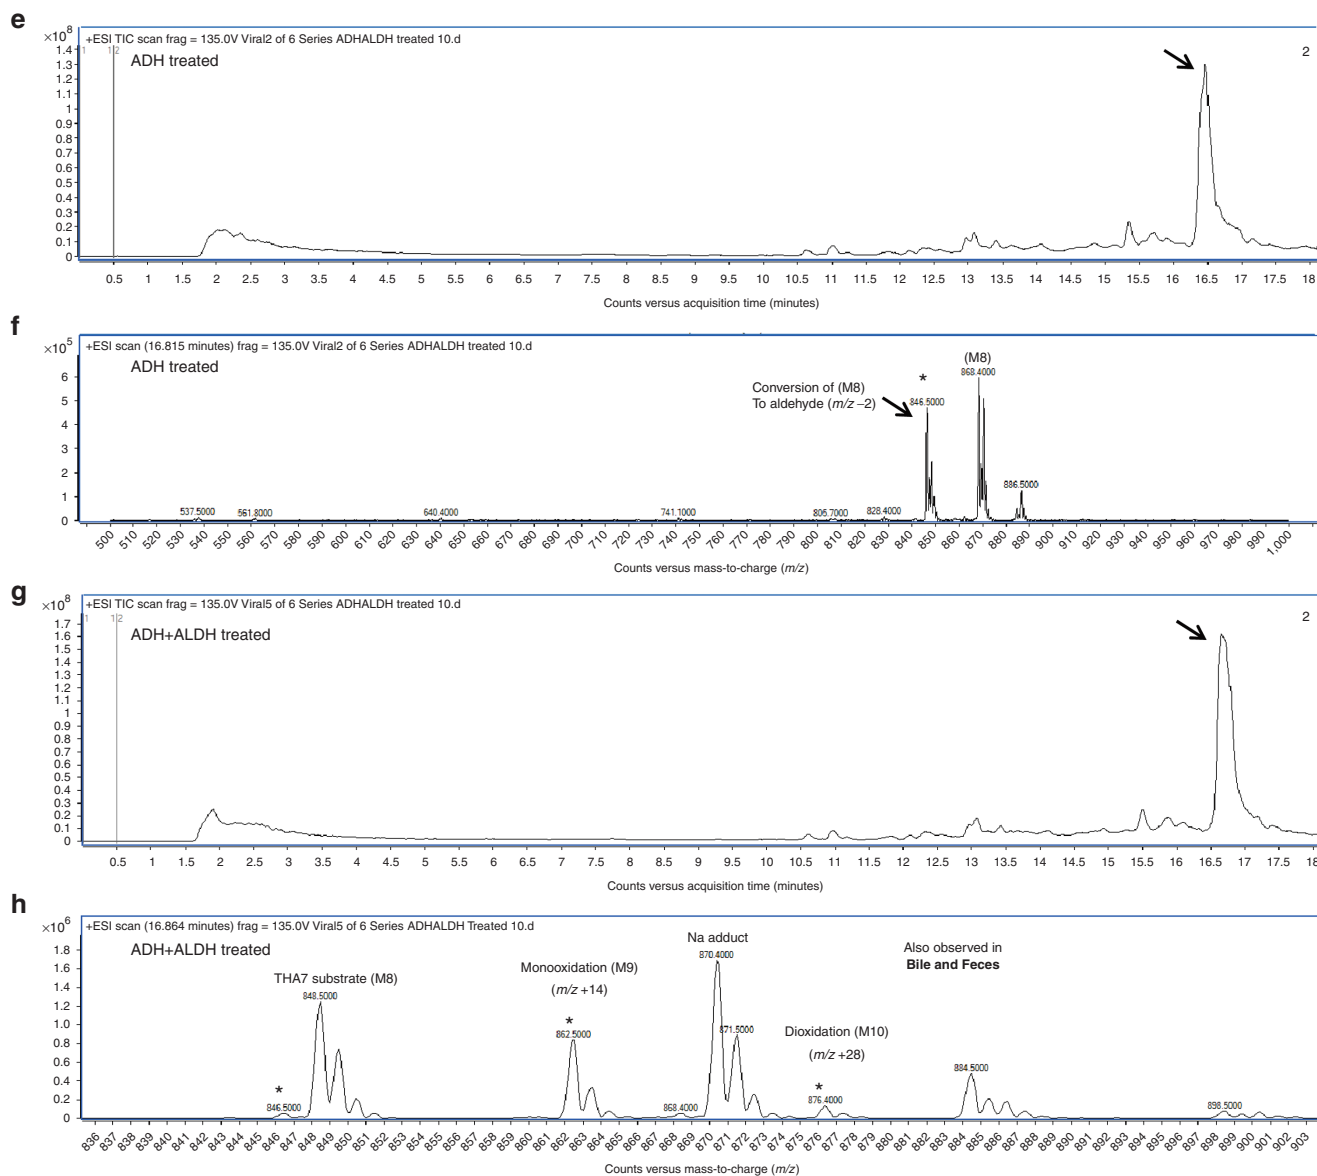 e
×10⁸
+ESI TIC scan frag = 135.0V Viral2 of 6 Series ADHALDH treated 10.d
1 1 2 2
ADH treated
1.4
1.3
1.2
1.1
1
0.9
0.8
0.7
0.6
0.5
0.4
0.3
0.2
0.1
0
0.5 1 1.5 2 2.5 3 3.5 4 4.5 5 5.5 6 6.5 7 7.5 8 8.5 9 9.5 10 10.5 11 11.5 12 12.5 13 13.5 14 14.5 15 15.5 16 16.5 17 17.5 18
Counts versus acquisition time (minutes)
f
×10⁵
+ESI scan (16.815 minutes) frag = 135.0V Viral2 of 6 Series ADHALDH treated 10.d
ADH treated
(M8)
868.4000
*
Conversion of (M8)
To aldehyde (m/z –2)
846.5000
886.5000
537.5000 561.8000 640.4000 741.1000 805.7000 828.4000
6
5
4
3
2
1
0
500 510 520 530 540 550 560 570 580 590 600 610 620 630 640 650 660 670 680 690 700 710 720 730 740 750 760 770 780 790 800 810 820 830 840 850 860 870 880 890 900 910 920 930 940 950 960 970 980 990 1,000
Counts versus mass-to-charge (m/z)
g
×10⁸
+ESI TIC scan frag = 135.0V Viral5 of 6 Series ADHALDH treated 10.d
1 1 2 2
ADH+ALDH treated
1.7
1.6
1.5
1.4
1.3
1.2
1.1
1
0.9
0.8
0.7
0.6
0.5
0.4
0.3
0.2
0.1
0
0.5 1 1.5 2 2.5 3 3.5 4 4.5 5 5.5 6 6.5 7 7.5 8 8.5 9 9.5 10 10.5 11 11.5 12 12.5 13 13.5 14 14.5 15 15.5 16 16.5 17 17.5 18
Counts versus acquisition time (minutes)
h
×10⁶
+ESI scan (16.864 minutes) frag = 135.0V Viral5 of 6 Series ADHALDH Treated 10.d
ADH+ALDH treated
Na adduct
870.4000
Also observed in
Bile and Feces
THA7 substrate (M8)
848.5000
Monooxidation (M9)
(m/z +14)
*
862.5000
871.5000
Dioxidation (M10)
(m/z +28)
*
876.4000
884.5000
*
846.5000
868.4000
898.5000
1.8
1.6
1.4
1.2
1.0
0.8
0.6
0.4
0.2
0
836 837 838 839 840 841 842 843 844 845 846 847 848 849 850 851 852 853 854 855 856 857 858 859 860 861 862 863 864 865 866 867 868 869 870 871 872 873 874 875 876 877 878 879 880 881 882 883 884 885 886 887 888 889 890 891 892 893 894 895 896 897 898 899 900 901 902 903
Counts versus mass-to-charge (m/z)